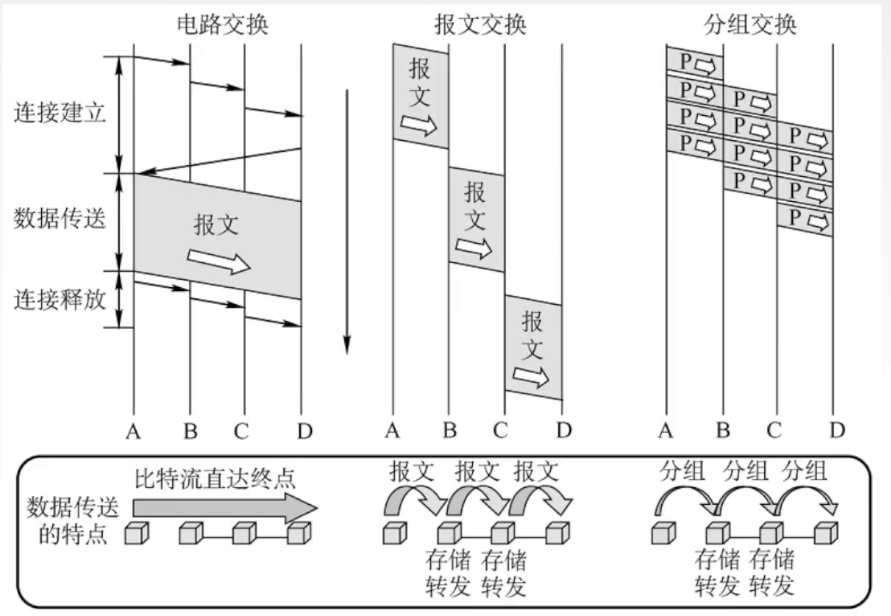 电路交换
报文交换
分组交换
连接建立
数据传送
连接释放
报文
报
文
报
文
报
文
P
P P
P P P
P P P
P P
P
A B C D
A B C D
A B C D
数据传送
的特点
比特流直达终点
报文 报文 报文
存储 存储
转发 转发
分组 分组 分组
存储 存储
转发 转发